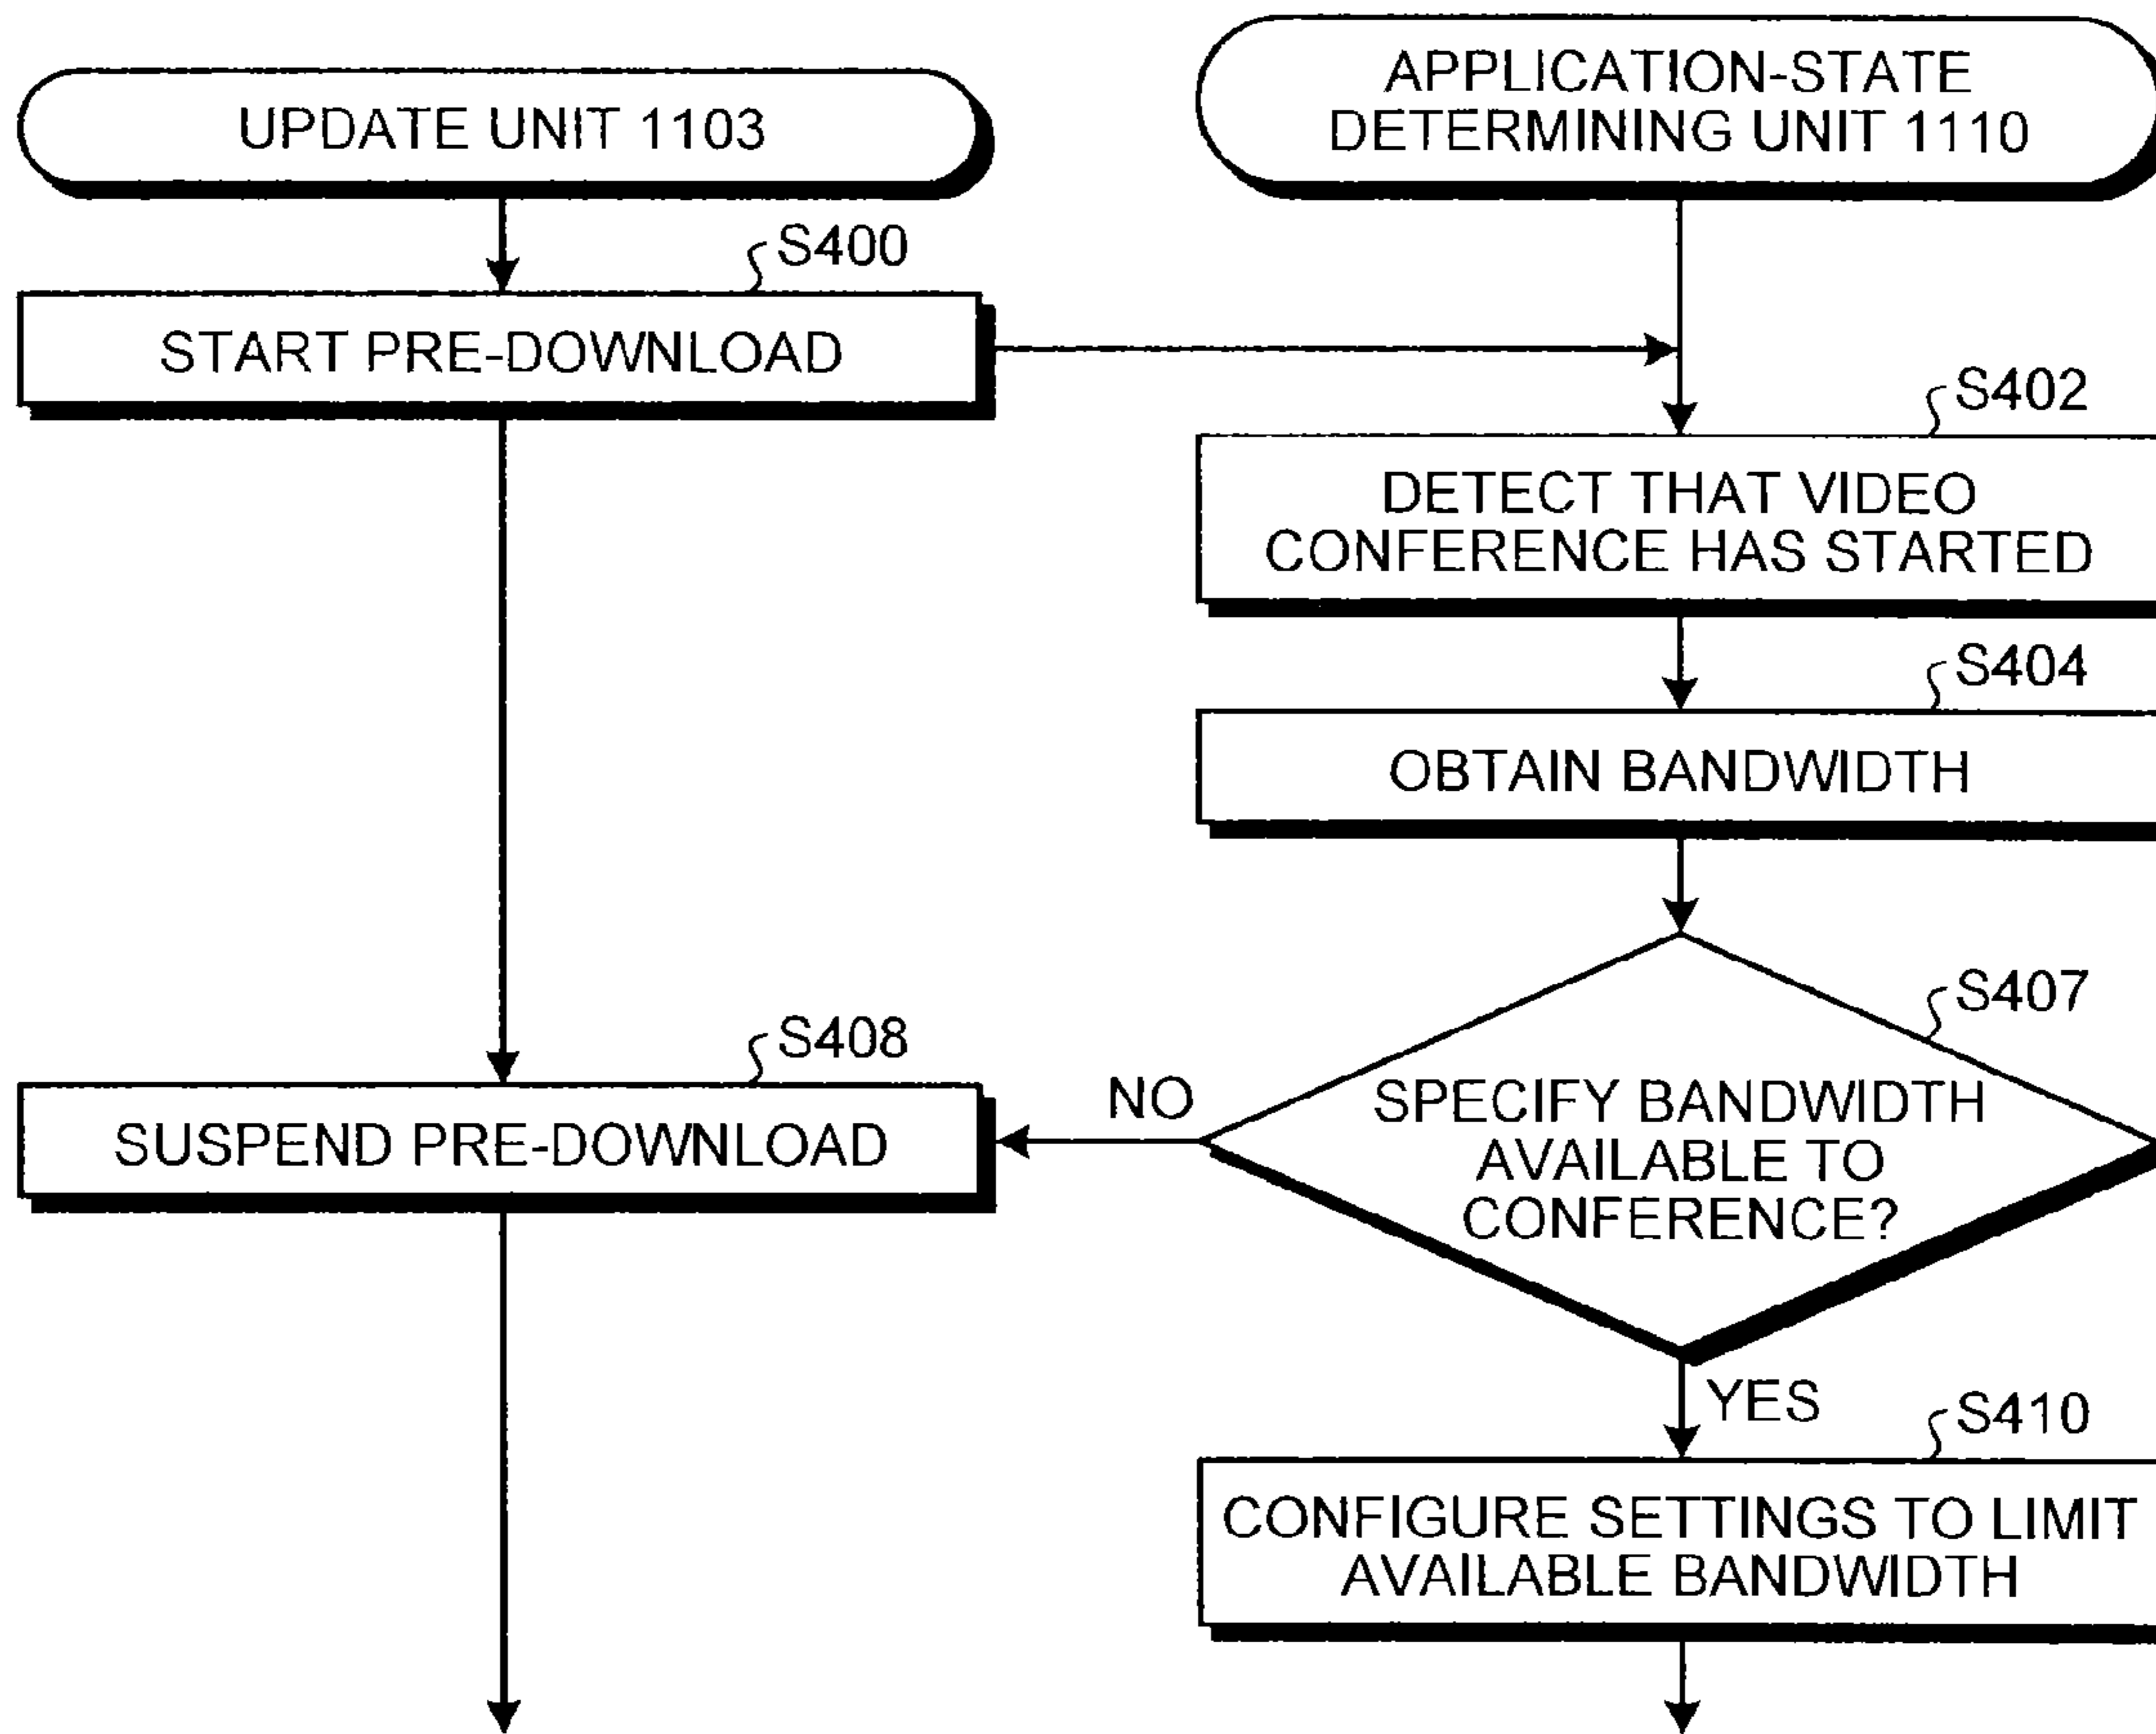 UPDATE UNIT 1103
APPLICATION-STATE
DETERMINING UNIT 1110
S400
START PRE-DOWNLOAD
S402
DETECT THAT VIDEO
CONFERENCE HAS STARTED
S404
OBTAIN BANDWIDTH
S407
SPECIFY BANDWIDTH
AVAILABLE TO
CONFERENCE?
NO
S408
SUSPEND PRE-DOWNLOAD
YES
S410
CONFIGURE SETTINGS TO LIMIT
AVAILABLE BANDWIDTH